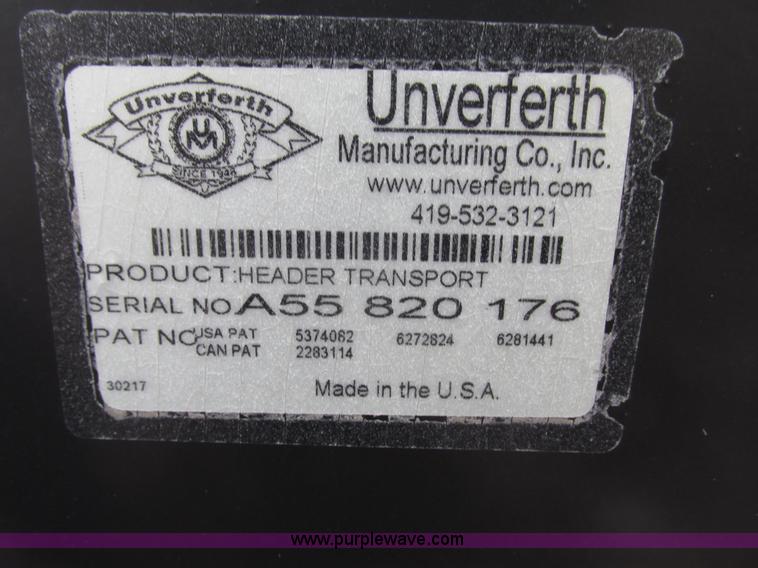 Unverferth
UM
SINCE 1948
Unverferth
Manufacturing Co., Inc.
www.unverferth.com
419-532-3121
PRODUCT:HEADER TRANSPORT
SERIAL NO A55 820 176
PAT NO USA PAT 5374082 6272824 6281441
CAN PAT 2283114
30217 Made in the U.S.A.
www.purplewave.com